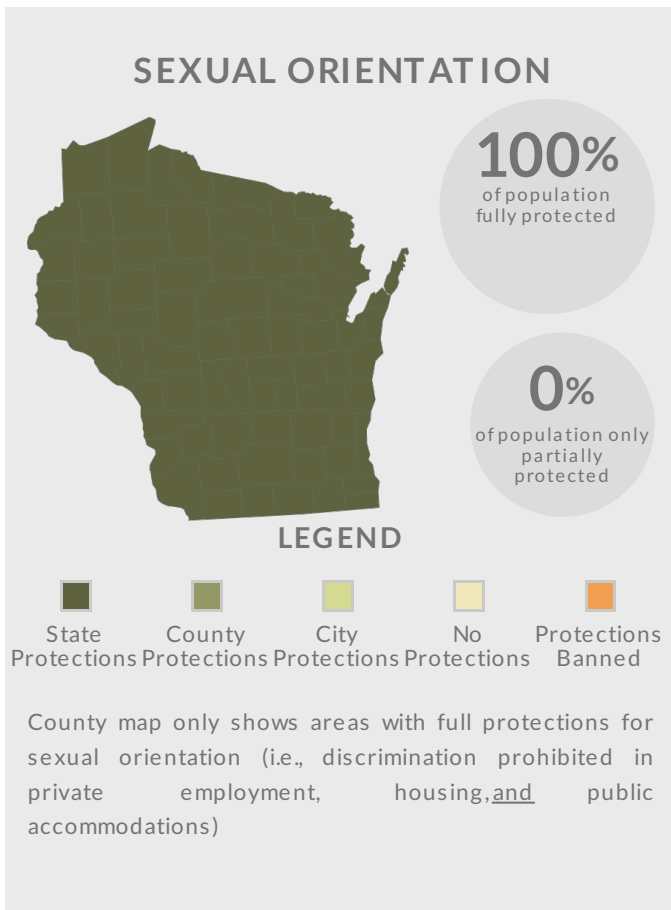 SEXUAL ORIENTATION
100%
of population
fully protected
0%
of population only
partially
protected
LEGEND
State
Protections
County
Protections
City
Protections
No
Protections
Protections
Banned
County map only shows areas with full protections for
sexual orientation (i.e., discrimination prohibited in
private employment, housing,and public
accommodations)